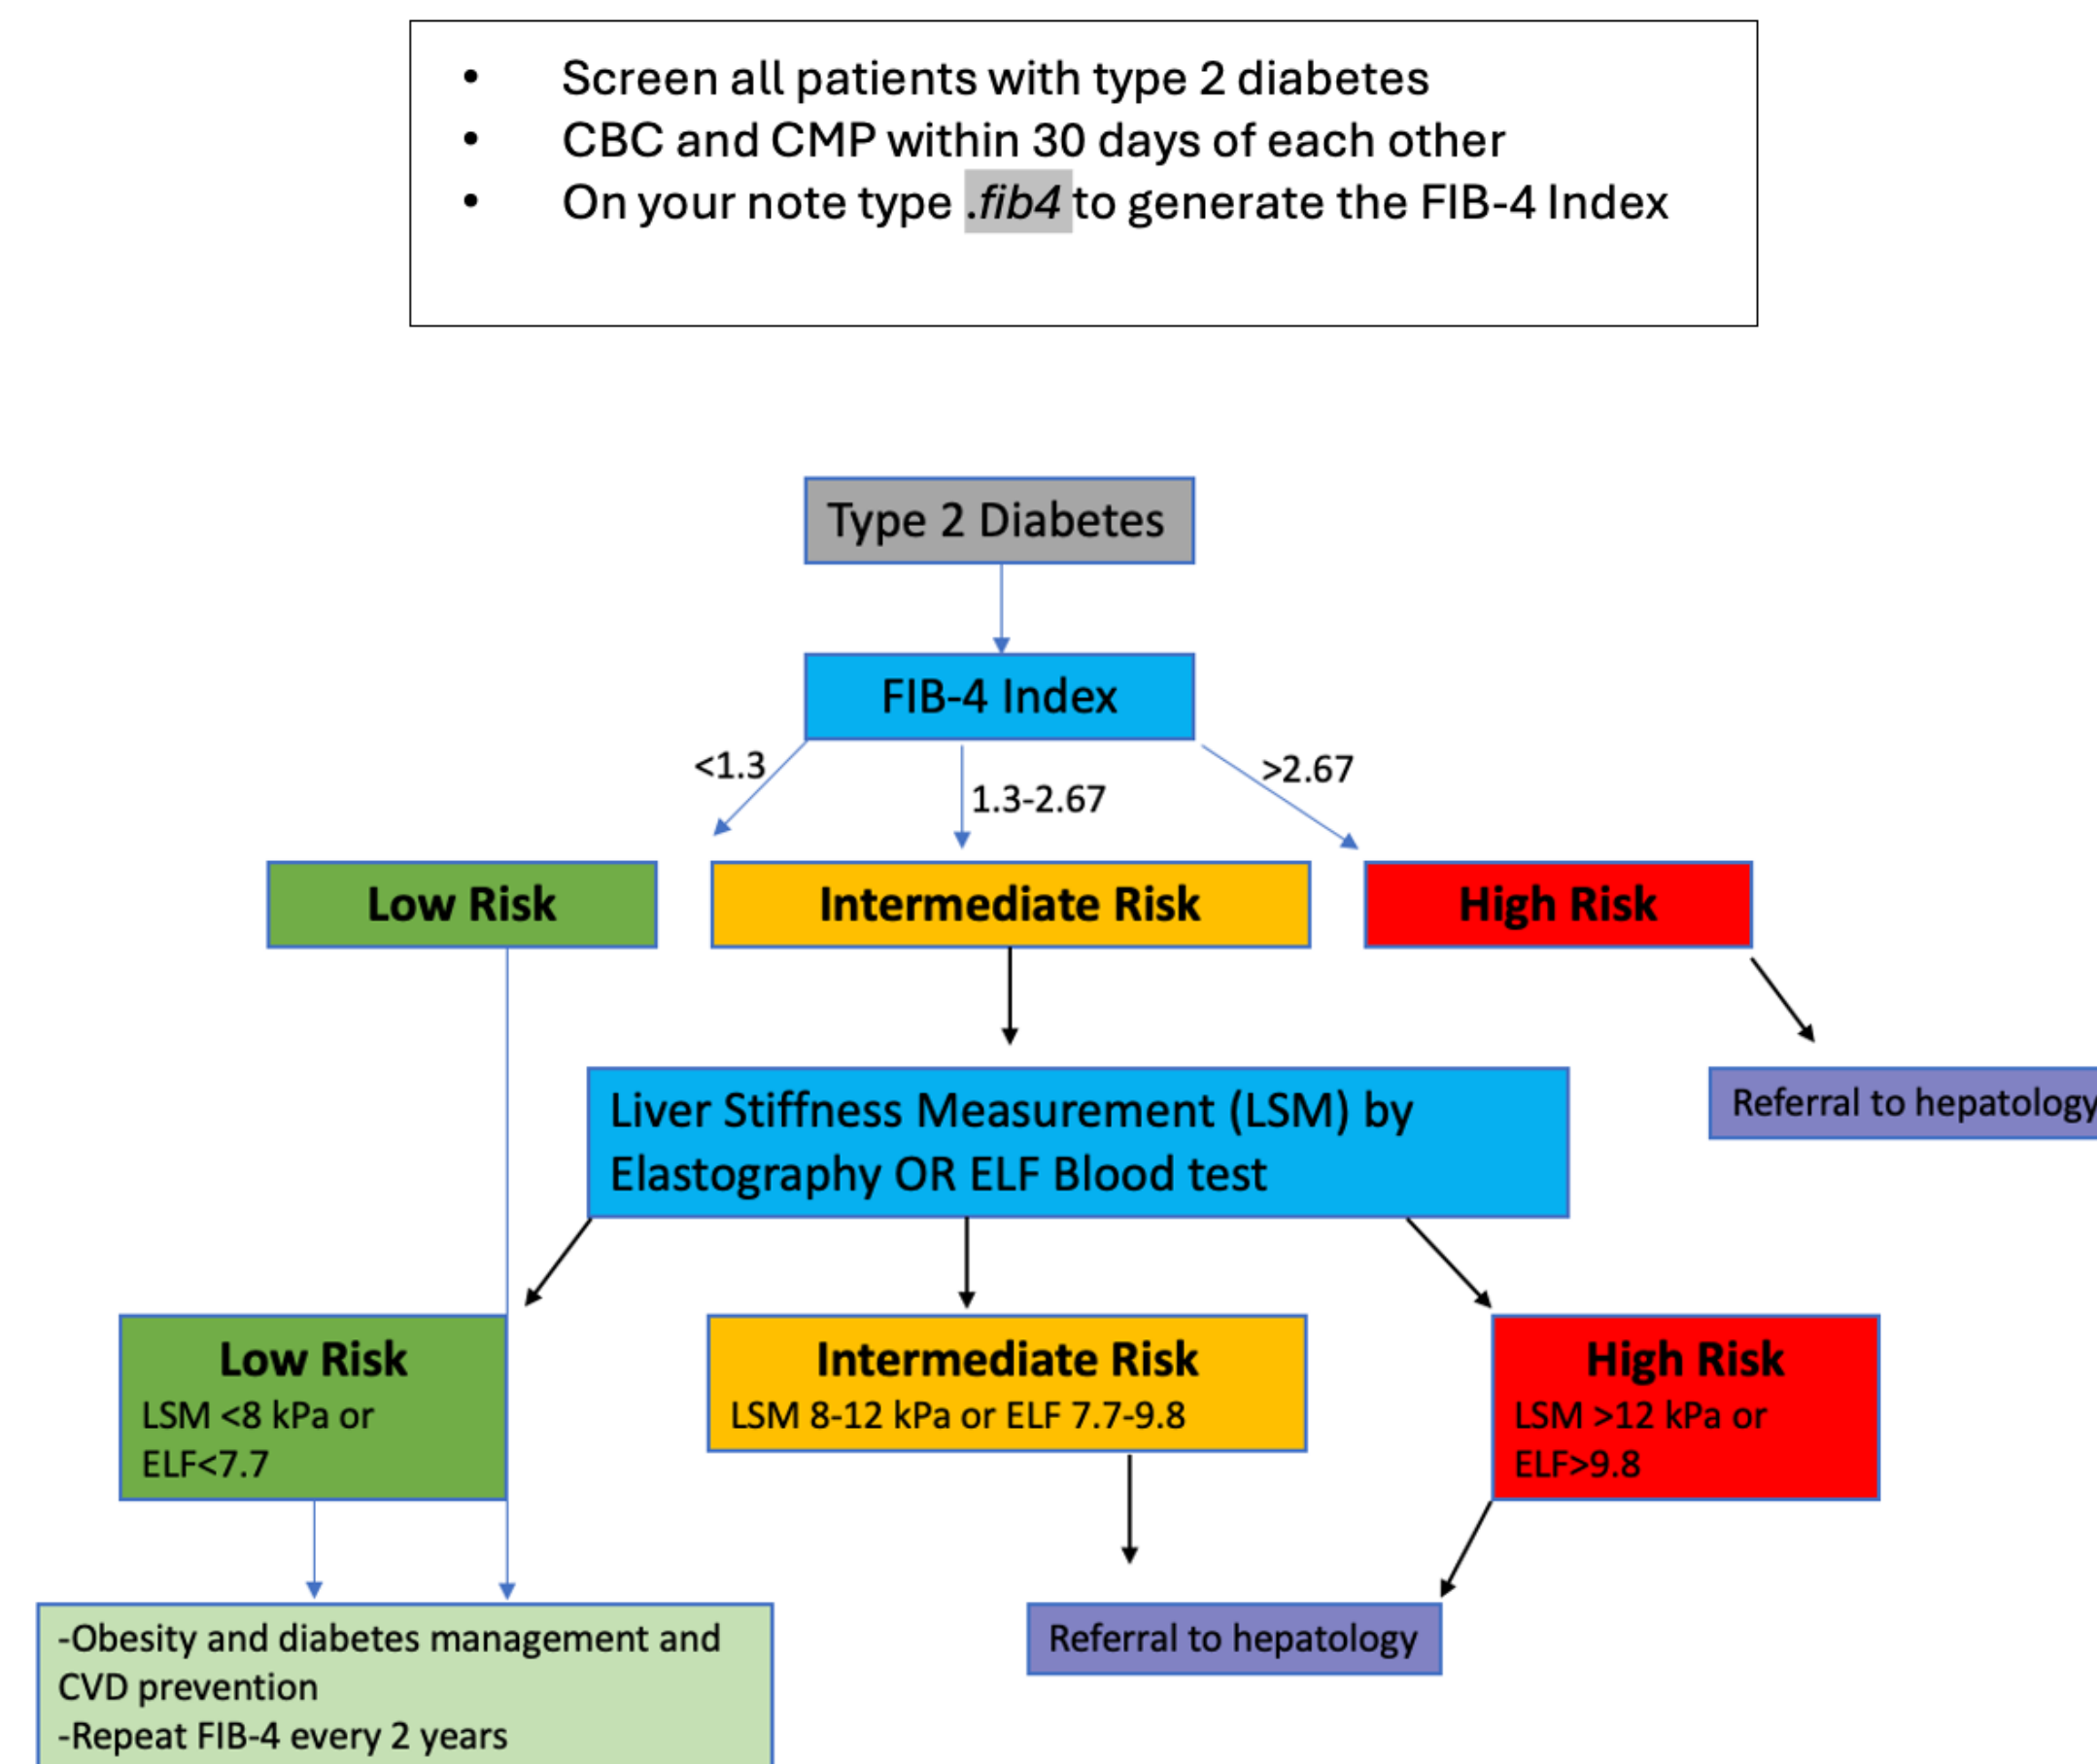 • Screen all patients with type 2 diabetes
• CBC and CMP within 30 days of each other
• On your note type .fib4 to generate the FIB-4 Index
Type 2 Diabetes
FIB-4 Index
<1.3
1.3-2.67
>2.67
Low Risk
Intermediate Risk
High Risk
Liver Stiffness Measurement (LSM) by
Elastography OR ELF Blood test
Referral to hepatology
Low Risk
LSM <8 kPa or
ELF<7.7
Intermediate Risk
LSM 8-12 kPa or ELF 7.7-9.8
High Risk
LSM >12 kPa or
ELF>9.8
-Obesity and diabetes management and
CVD prevention
-Repeat FIB-4 every 2 years
Referral to hepatology